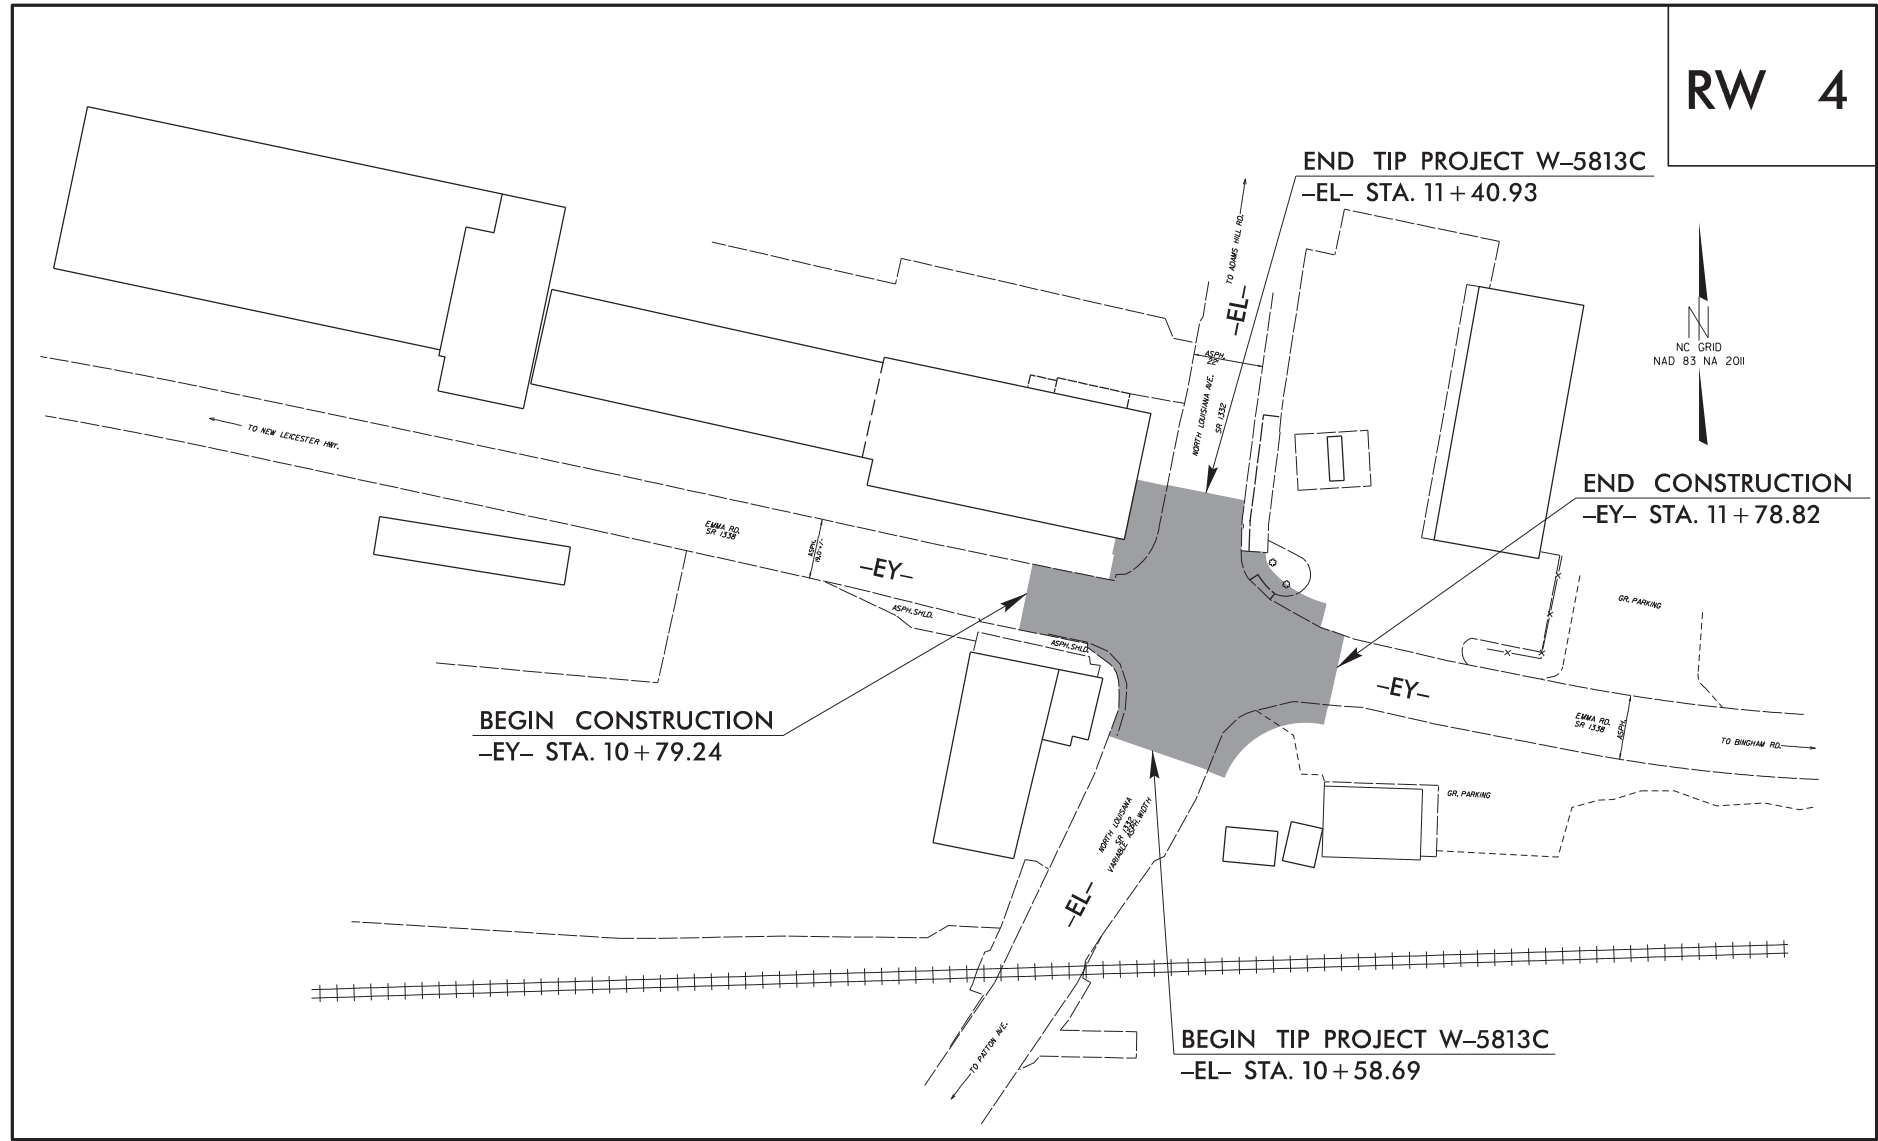 RW 4
END TIP PROJECT W–5813C
–EL– STA. 11+40.93
TO ADAMS HILL RD.
–EL–
NC GRID
NAD 83 NA 2011
ASPH.
NORTH LOUISIANA AVE.
SR 1332
TO NEW LEICESTER HWY.
END CONSTRUCTION
–EY– STA. 11+78.82
EMMA RD.
SR 1338
ASPH.
–EY–
ASPH. SHLD.
GR. PARKING
ASPH. SHLD.
–EY–
BEGIN CONSTRUCTION
–EY– STA. 10+79.24
EMMA RD.
SR 1338
ASPH.
TO BINGHAM RD.
GR. PARKING
NORTH LOUISIANA
SR 1332
VARIABLE ASPH. WIDTH
–EL–
TO PATTON AVE.
BEGIN TIP PROJECT W–5813C
–EL– STA. 10+58.69